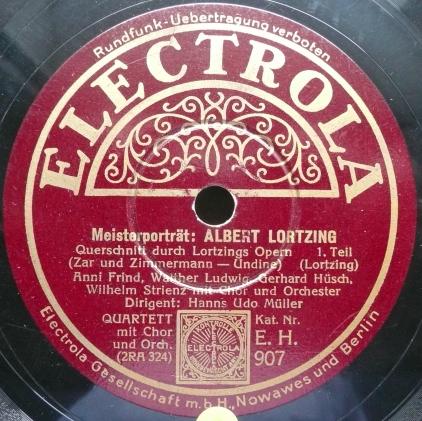 Rundfunk-Uebertragung verboten
ELECTROLA
Meisterporträt: ALBERT LORTZING
Querschnitt durch Lortzings Opern 1. Teil
(Zar und Zimmermann — Undine) (Lortzing)
Anni Frind, Walther Ludwig, Gerhard Hüsch,
Wilhelm Strienz mit Chor und Orchester
Dirigent: Hanns Udo Müller
QUARTETT
mit Chor
und Orch.
(2RA 324)
ELECTROLA
Kat. Nr.
E. H.
907
Electrola Gesellschaft m.b.H., Nowawes und Berlin